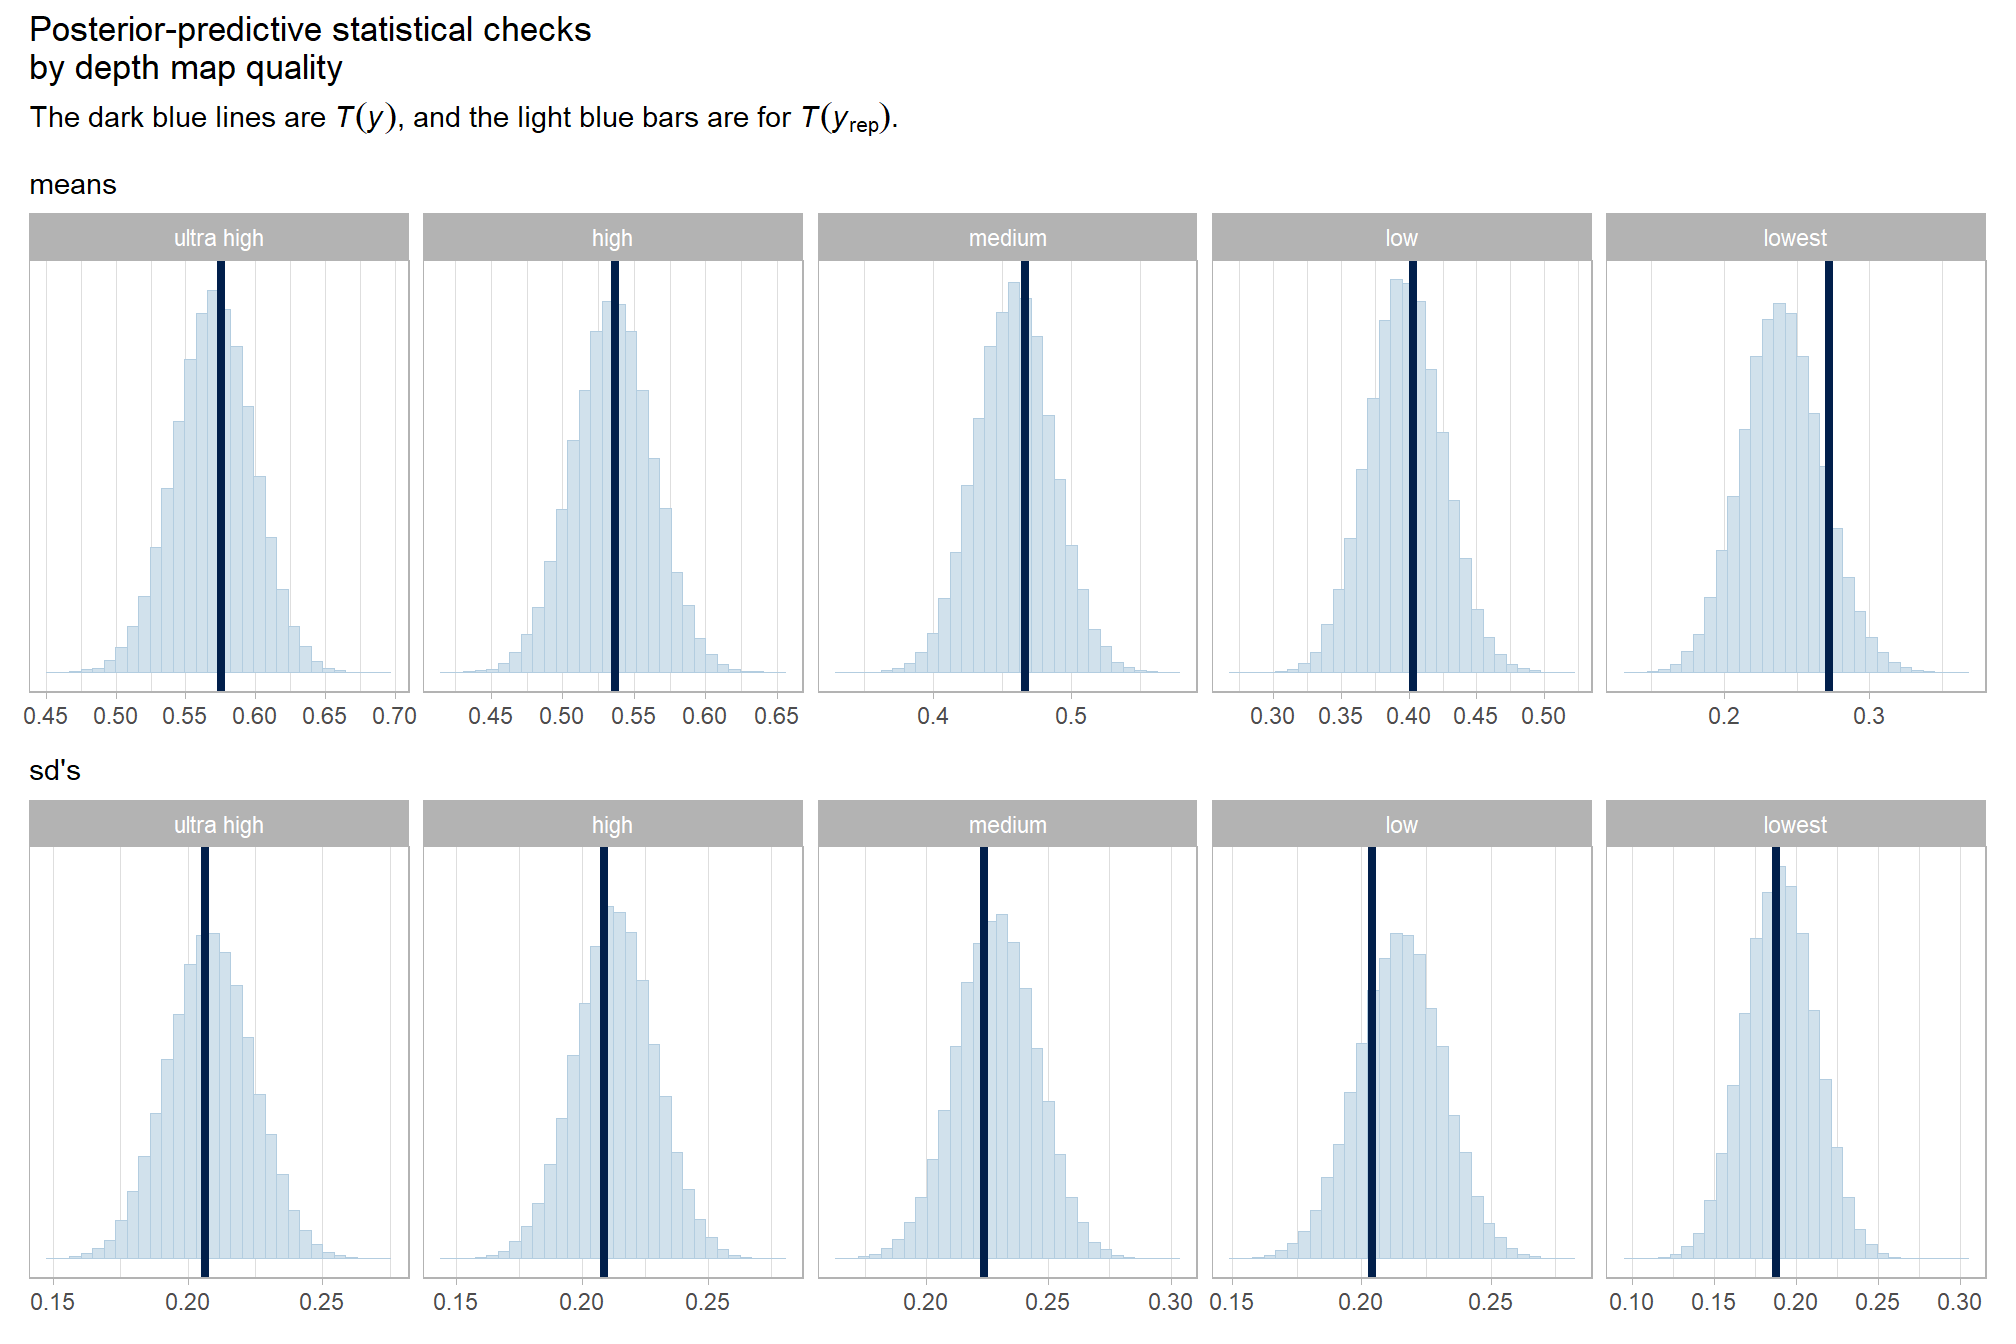 Posterior-predictive statistical checks
by depth map quality
The dark blue lines are T(y), and the light blue bars are for T(y_rep).
means
ultra high high medium low lowest
0.45 0.50 0.55 0.60 0.65 0.70 0.45 0.50 0.55 0.60 0.65 0.4 0.5 0.30 0.35 0.40 0.45 0.50 0.2 0.3
sd's
ultra high high medium low lowest
0.15 0.20 0.25 0.15 0.20 0.25 0.20 0.25 0.30 0.15 0.20 0.25 0.10 0.15 0.20 0.25 0.30